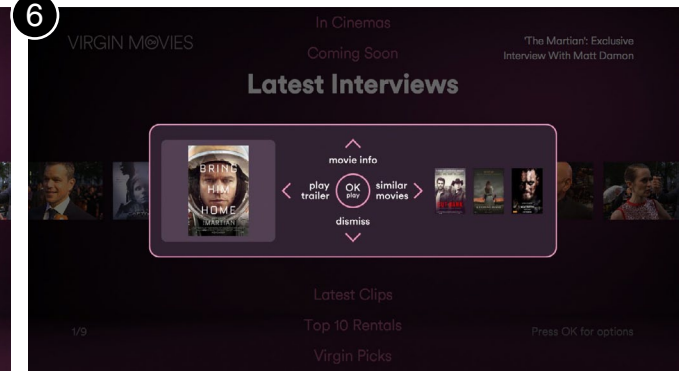 6
VIRGIN MOVIES
In Cinemas
Coming Soon
Latest Interviews
'The Martian': Exclusive
Interview With Matt Damon
BRING
HIM
HOME
MARTIAN
movie info
play
trailer
OK
play
similar
movies
dismiss
Latest Clips
Top 10 Rentals
Virgin Picks
1/9
Press OK for options